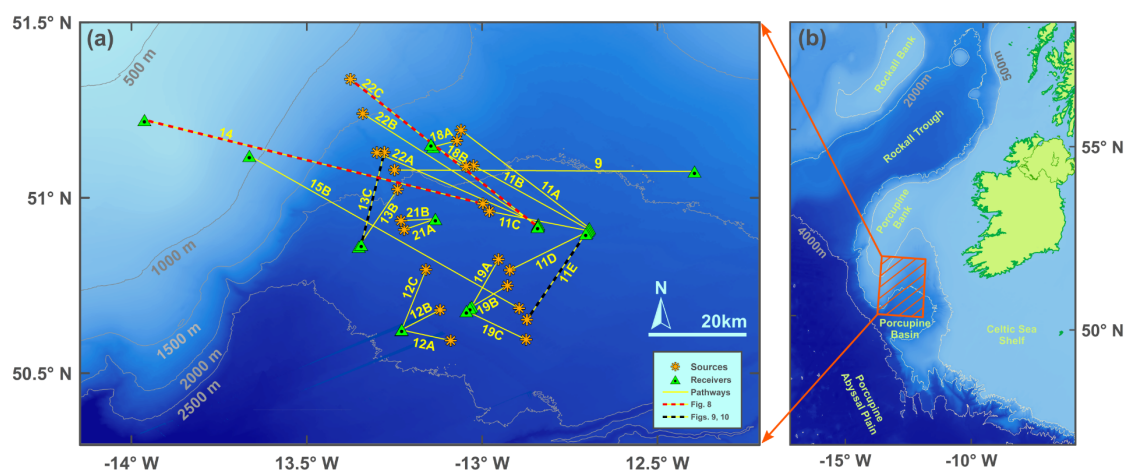 (a)
51.5° N
51° N
50.5° N
-14° W
-13.5° W
-13° W
-12.5° W
500 m
1000 m
1500 m
2000 m
2500 m
22C
22B
14
18A
18B
22A
9
11B
11A
15B
13C
13B
21B
21A
11C
11D
11E
19A
12C
12B
19B
12A
19C
N
20km
Sources
Receivers
Pathways
Fig. 8
Figs. 9, 10
(b)
Rockall Bank
500m
2000m
Rockall Trough
55° N
Porcupine
Bank
4000m
Porcupine
Basin
Celtic Sea
Shelf
50° N
Porcupine
Abyssal Plain
-15° W
-10° W